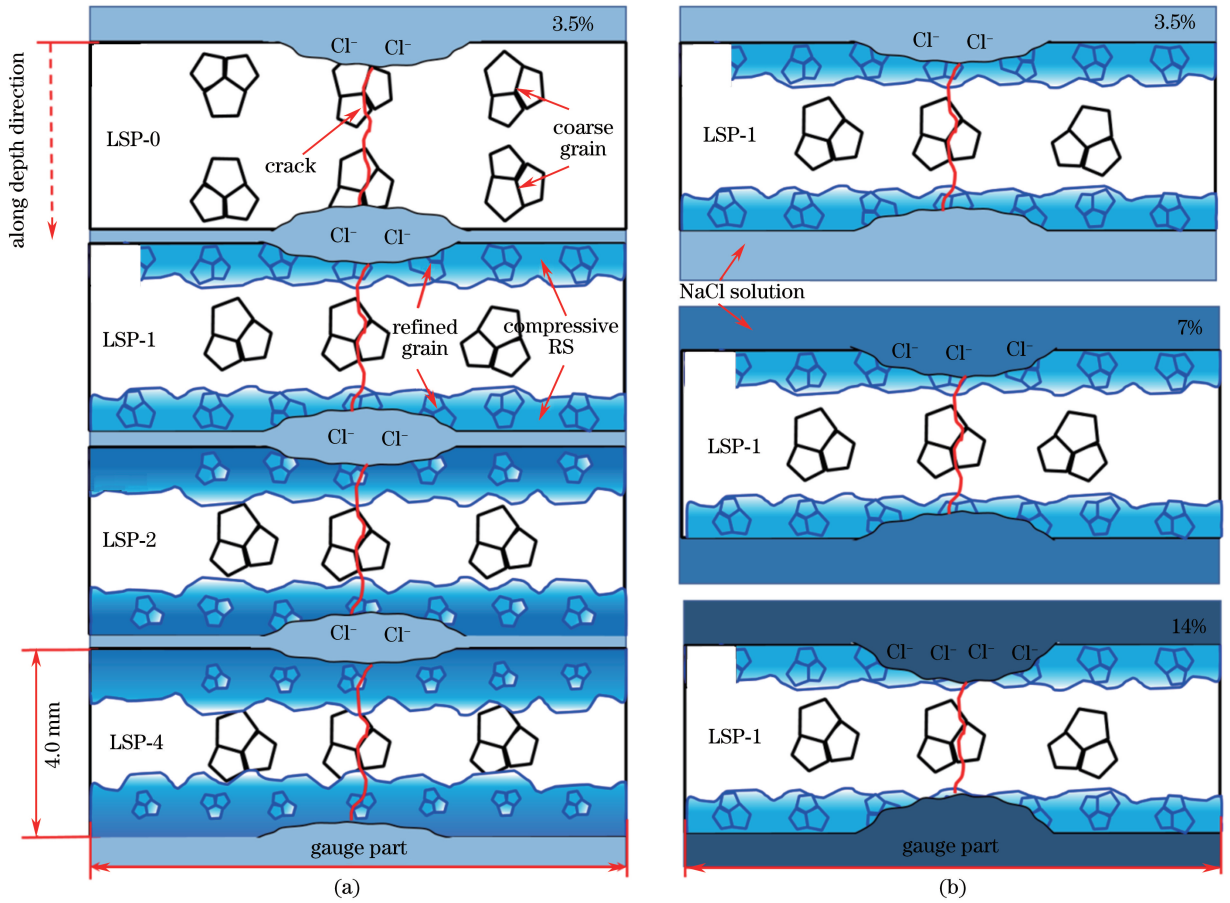 3.5%
Cl⁻ Cl⁻
along depth direction
LSP-0
crack
coarse
grain
Cl⁻ Cl⁻
LSP-1
refined
grain
compressive
RS
Cl⁻ Cl⁻
LSP-2
Cl⁻ Cl⁻
4.0 mm
LSP-4
gauge part
(a)
3.5%
Cl⁻ Cl⁻
LSP-1
NaCl solution
7%
Cl⁻ Cl⁻ Cl⁻
LSP-1
14%
Cl⁻ Cl⁻ Cl⁻ Cl⁻
LSP-1
gauge part
(b)